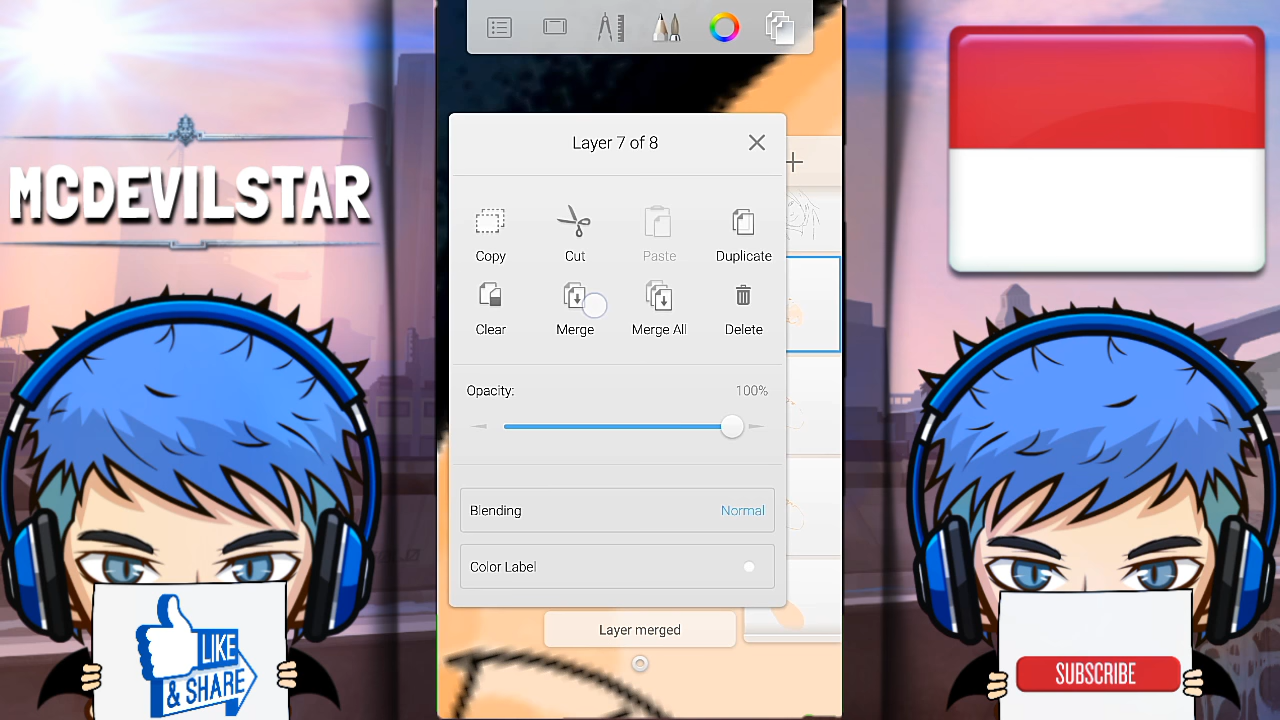 MCDEVILSTAR
Layer 7 of 8
Copy
Cut
Paste
Duplicate
Clear
Merge
Merge All
Delete
Opacity:
100%
Blending
Normal
Color Label
Layer merged
LIKE
& SHARE
SUBSCRIBE